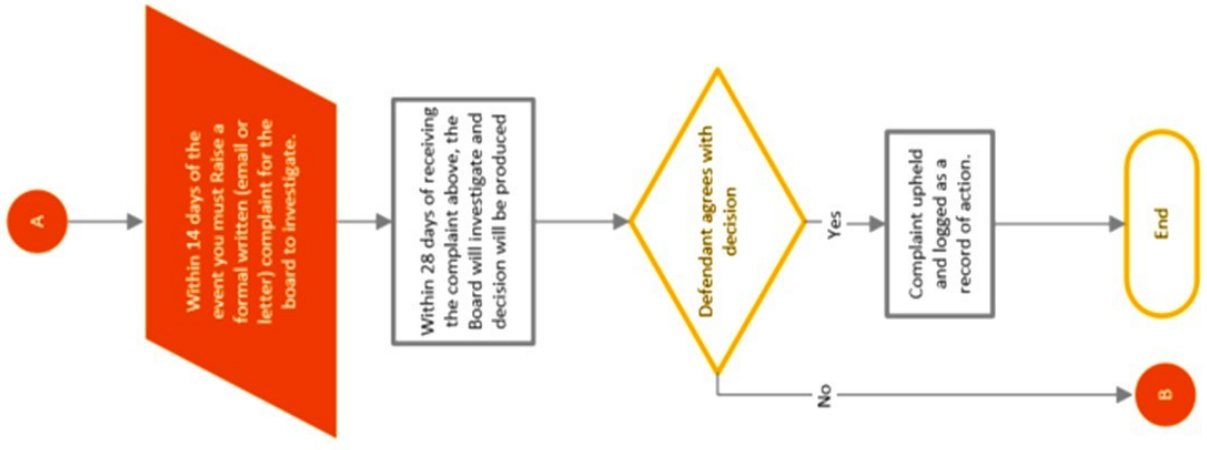 A
Within 14 days of the
event you must Raise a
formal written (email or
letter) complaint for the
board to investigate.
Within 28 days of receiving
the complaint above, the
Board will investigate and
decision will be produced
Defendant agrees with
decision
Yes
No
Complaint upheld
and logged as a
record of action.
End
B